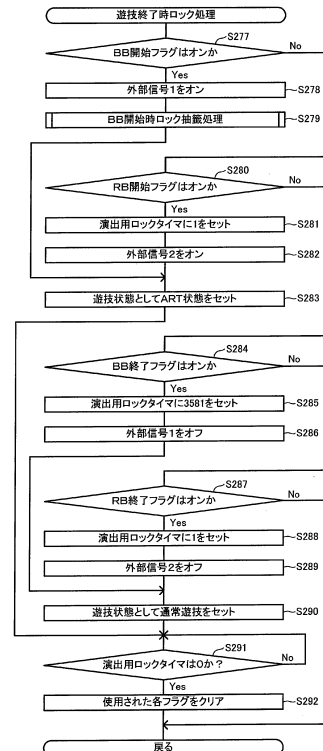 遊技終了時ロック処理
S277
BB開始フラグはオンか
No
Yes
外部信号1をオン
S278
BB開始時ロック抽籤処理
S279
S280
RB開始フラグはオンか
No
Yes
演出用ロックタイマに1をセット
S281
外部信号2をオン
S282
遊技状態としてART状態をセット
S283
S284
BB終了フラグはオンか
No
Yes
演出用ロックタイマに3581をセット
S285
外部信号1をオフ
S286
S287
RB終了フラグはオンか
No
Yes
演出用ロックタイマに1をセット
S288
外部信号2をオフ
S289
遊技状態として通常遊技をセット
S290
S291
演出用ロックタイマは0か？
No
Yes
使用された各フラグをクリア
S292
戻る